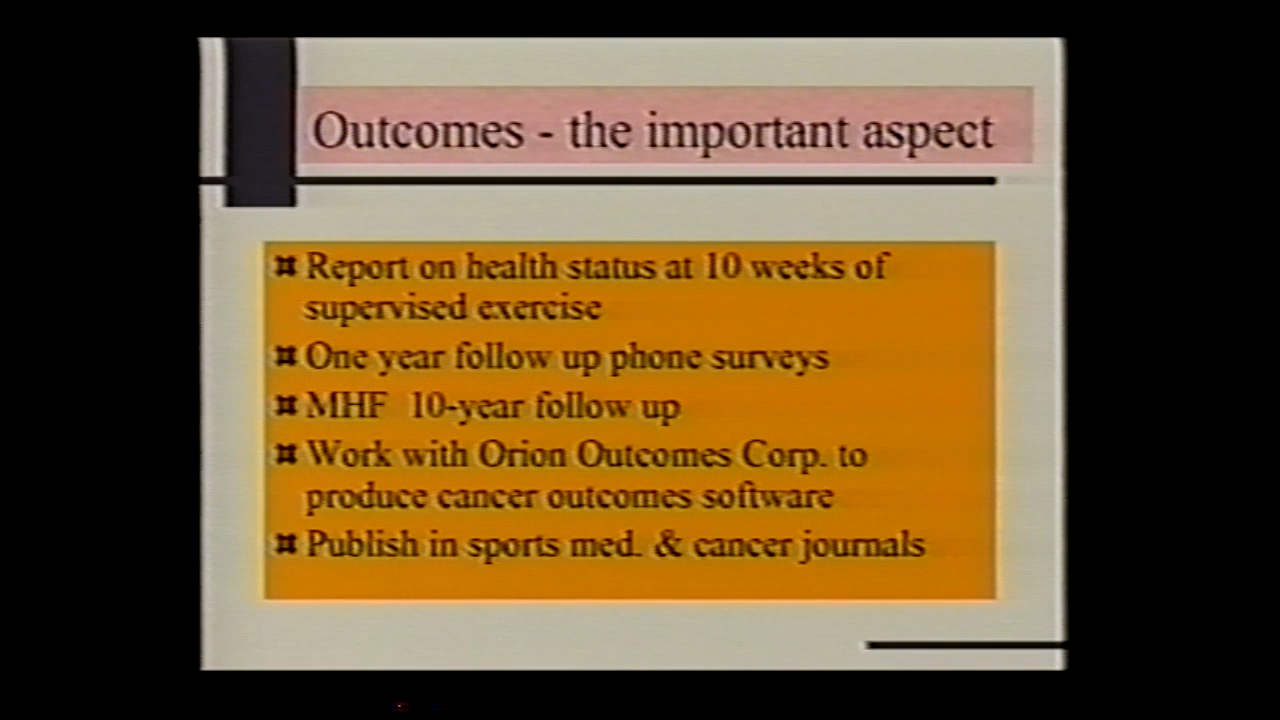 Outcomes - the important aspect
⌗ Report on health status at 10 weeks of
supervised exercise
⌗ One year follow up phone surveys
⌗ MHF 10-year follow up
⌗ Work with Orion Outcomes Corp. to
produce cancer outcomes software
⌗ Publish in sports med. & cancer journals